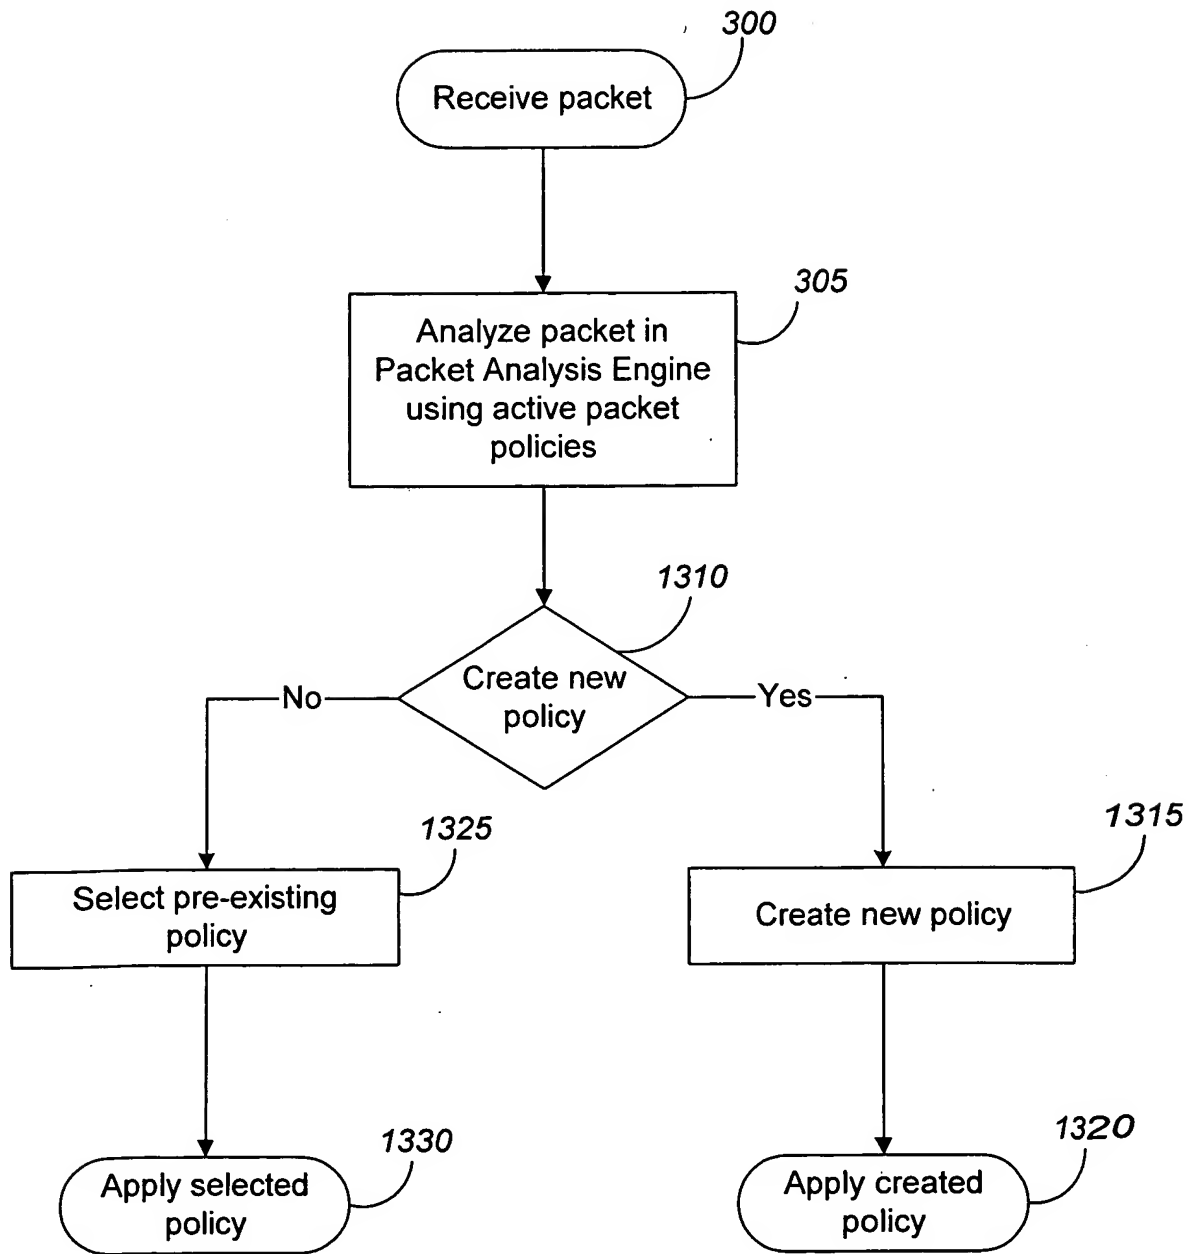 300
Receive packet
305
Analyze packet in
Packet Analysis Engine
using active packet
policies
1310
Create new
policy
No
Yes
1325
1315
Select pre-existing
policy
Create new policy
1330
1320
Apply selected
policy
Apply created
policy